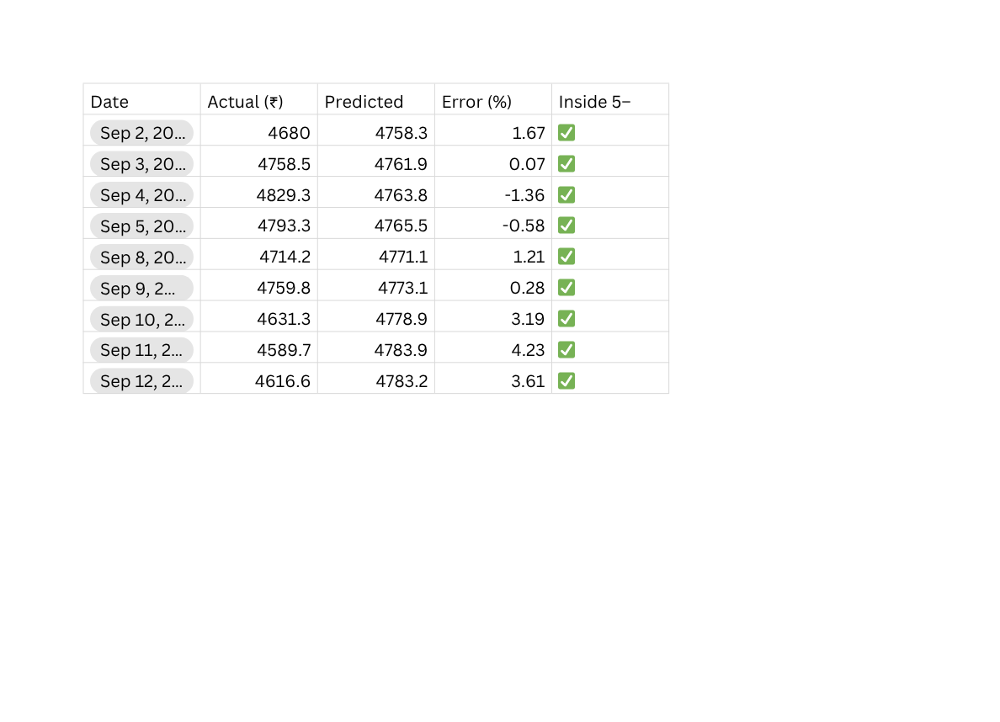 Date Actual (₹) Predicted Error (%) Inside 5–
Sep 2, 20... 4680 4758.3 1.67 ✅
Sep 3, 20... 4758.5 4761.9 0.07 ✅
Sep 4, 20... 4829.3 4763.8 -1.36 ✅
Sep 5, 20... 4793.3 4765.5 -0.58 ✅
Sep 8, 20... 4714.2 4771.1 1.21 ✅
Sep 9, 2... 4759.8 4773.1 0.28 ✅
Sep 10, 2... 4631.3 4778.9 3.19 ✅
Sep 11, 2... 4589.7 4783.9 4.23 ✅
Sep 12, 2... 4616.6 4783.2 3.61 ✅